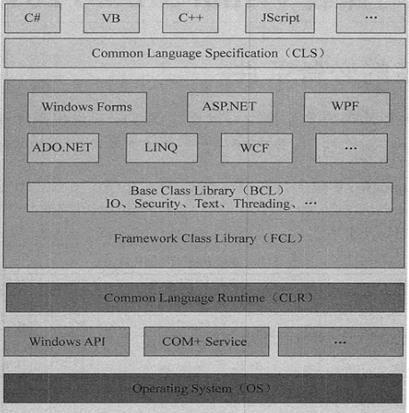 C# VB C++ JScript …
Common Language Specification（CLS）
Windows Forms ASP.NET WPF
ADO.NET LINQ WCF …
Base Class Library（BCL）
IO、Security、Text、Threading、…
Framework Class Library（FCL）
Common Language Runtime（CLR）
Windows API COM+ Service …
Operating System（OS）